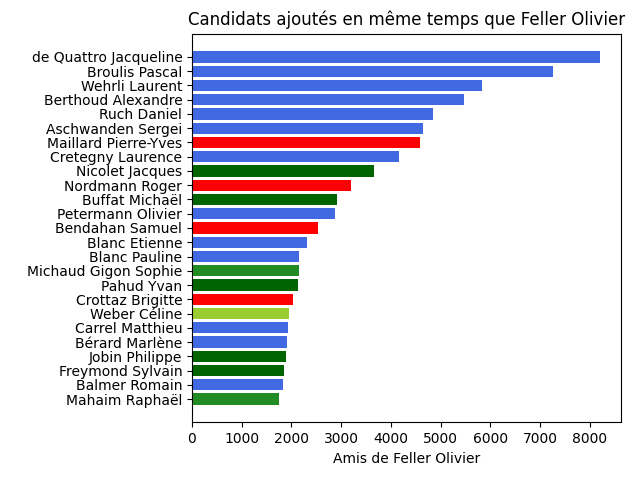 Candidats ajoutés en même temps que Feller Olivier
de Quattro Jacqueline
Broulis Pascal
Wehrli Laurent
Berthoud Alexandre
Ruch Daniel
Aschwanden Sergei
Maillard Pierre-Yves
Cretegny Laurence
Nicolet Jacques
Nordmann Roger
Buffat Michaël
Petermann Olivier
Bendahan Samuel
Blanc Etienne
Blanc Pauline
Michaud Gigon Sophie
Pahud Yvan
Crottaz Brigitte
Weber Céline
Carrel Matthieu
Bérard Marlène
Jobin Philippe
Freymond Sylvain
Balmer Romain
Mahaim Raphaël
0 1000 2000 3000 4000 5000 6000 7000 8000
Amis de Feller Olivier